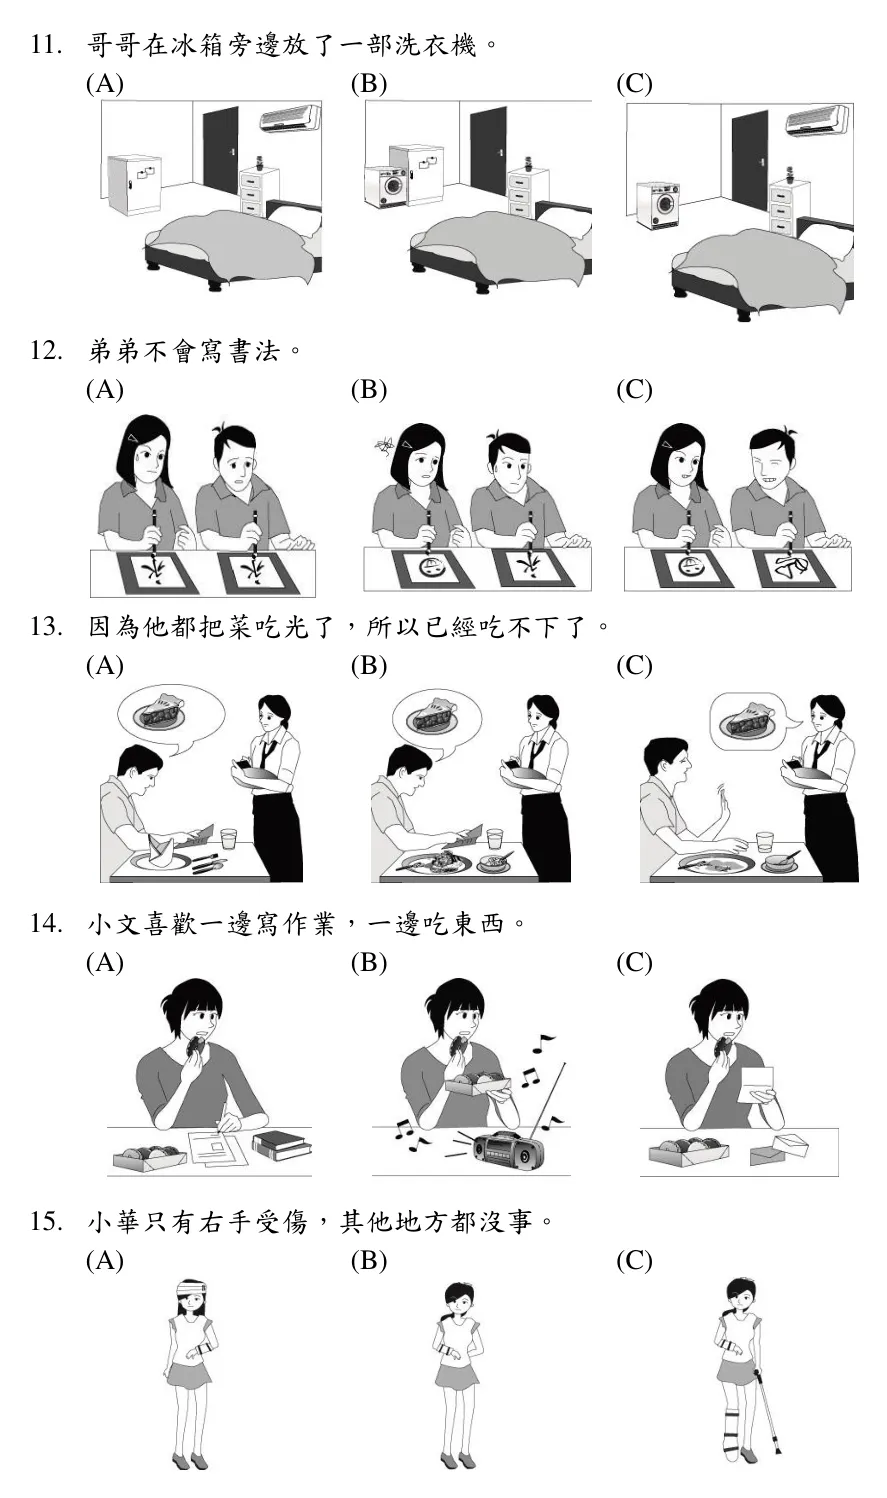 11. 哥哥在冰箱旁邊放了一部洗衣機。
(A) (B) (C)
12. 弟弟不會寫書法。
(A) (B) (C)
13. 因為他都把菜吃光了，所以已經吃不下了。
(A) (B) (C)
14. 小文喜歡一邊寫作業，一邊吃東西。
(A) (B) (C)
15. 小華只有右手受傷，其他地方都沒事。
(A) (B) (C)